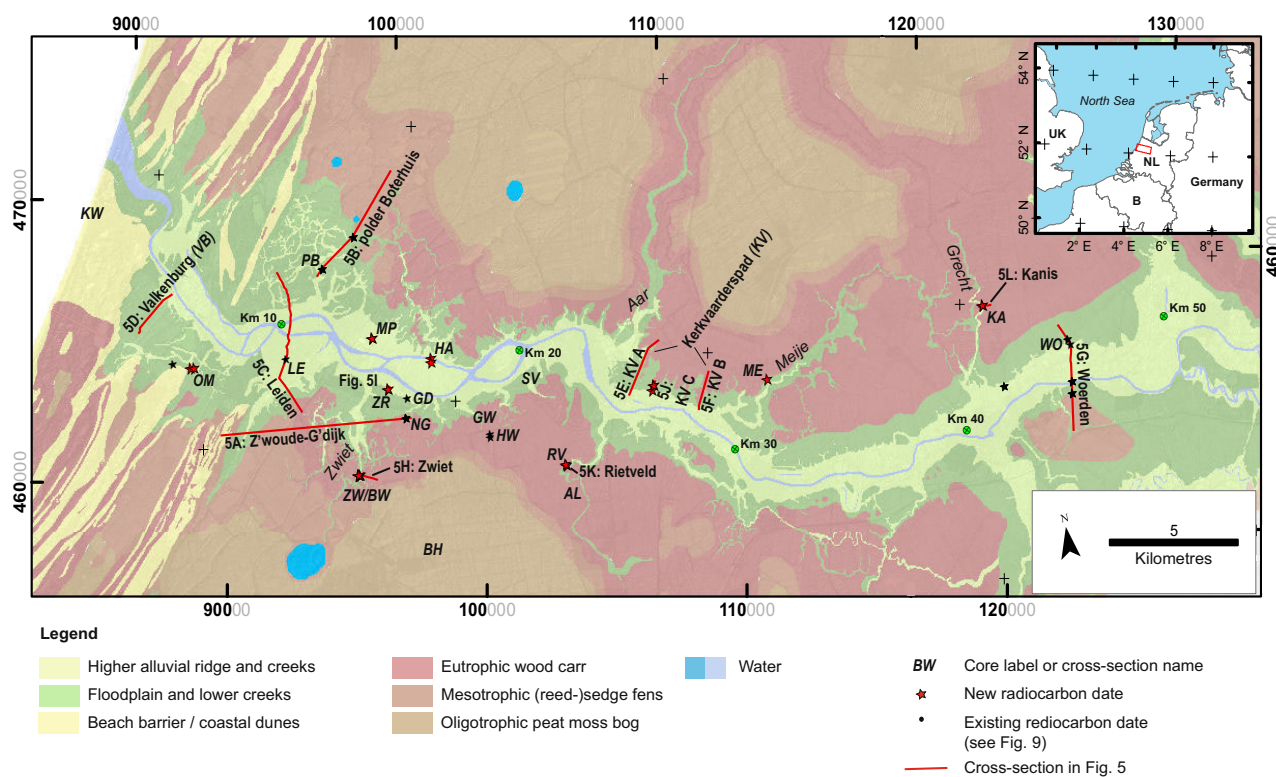 90000
100000
110000
120000
130000
54° N
52° N
50° N
North Sea
UK
NL
B
Germany
2° E
4° E
6° E
8° E
470000
460000
460000
KW
5B: polder Boterhuis
PB
5D: Valkenburg (VB)
Km 10
MP
HA
LE
OM
5C: Leiden
Fig. 5I
ZR
GD
NG
5A: Z'woude-G'dijk
Zwiet
5H: Zwiet
ZW/BW
BH
Km 20
SV
GW
HW
RV
5K: Rietveld
AL
Aar
Kerkvaarderspad (KV)
5E: KV A
5J:
KV C
5F: KV B
ME
Meije
Km 30
Grecht
5L: Kanis
KA
WO
5G: Woerden
Km 40
Km 50
N
5
Kilometres
90000
100000
110000
120000
Legend
Higher alluvial ridge and creeks
Floodplain and lower creeks
Beach barrier / coastal dunes
Eutrophic wood carr
Mesotrophic (reed-)sedge fens
Oligotrophic peat moss bog
Water
BW Core label or cross-section name
New radiocarbon date
Existing rediocarbon date
(see Fig. 9)
Cross-section in Fig. 5